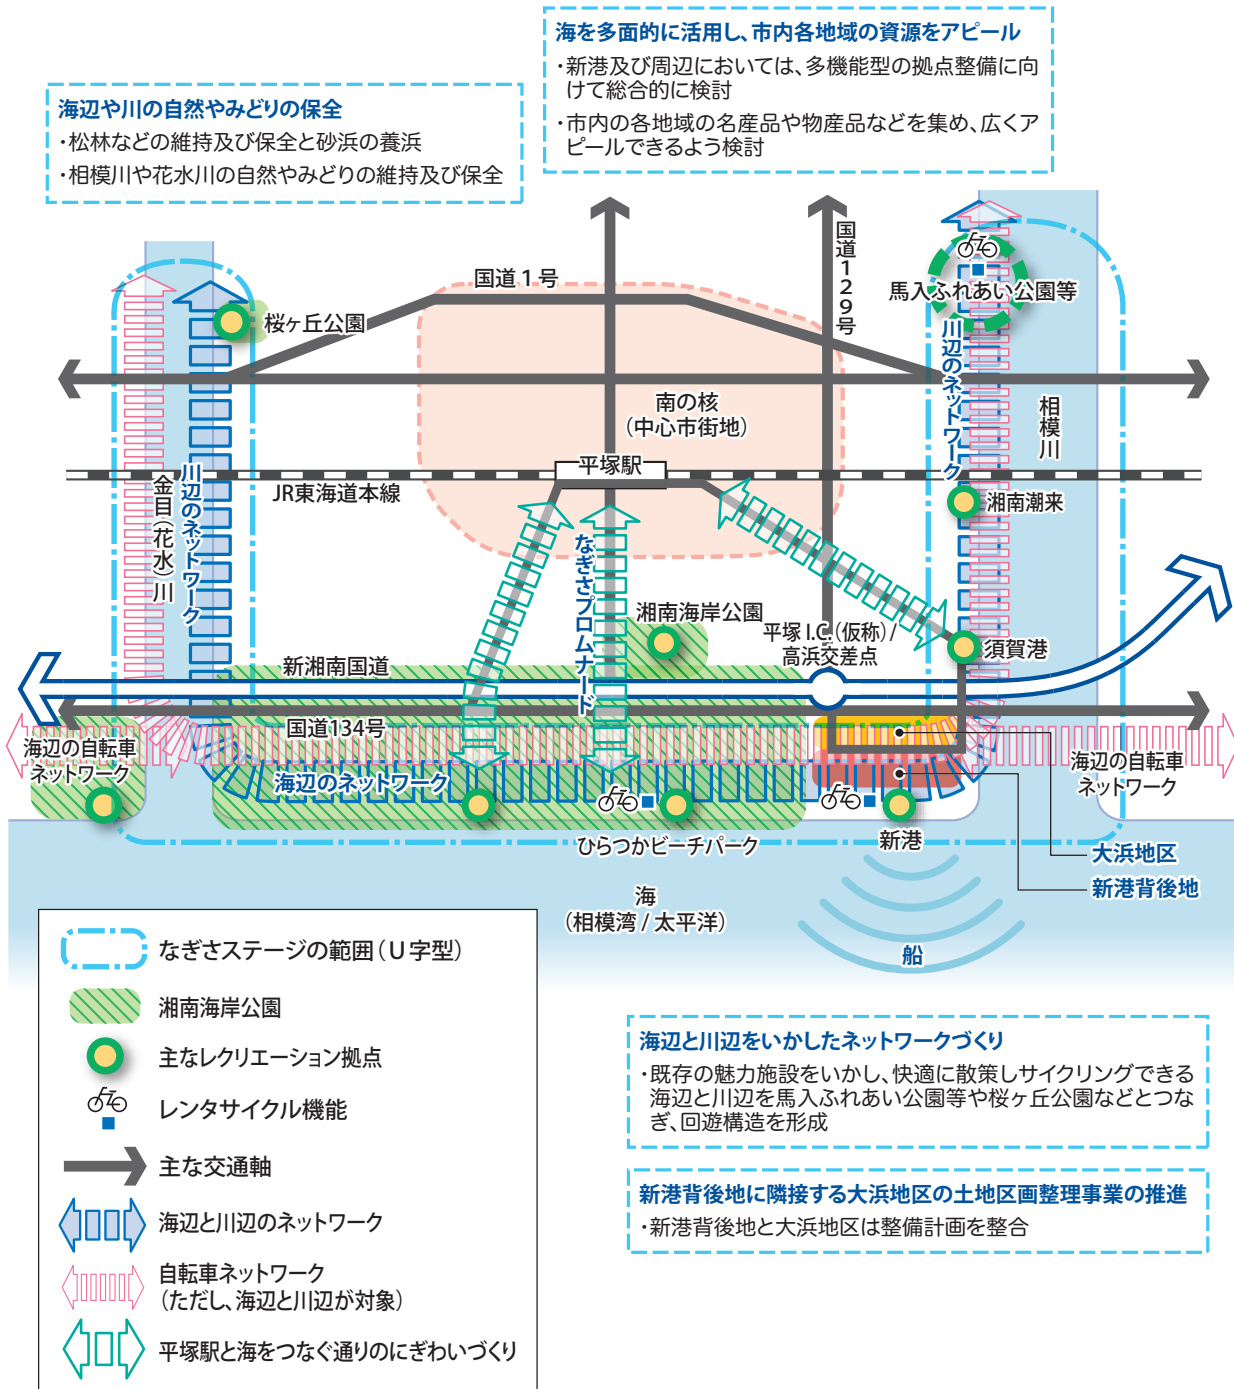 海を多面的に活用し、市内各地域の資源をアピール
・新港及び周辺においては、多機能型の拠点整備に向
けて総合的に検討
・市内の各地域の名産品や物産品などを集め、広くア
ピールできるよう検討
海辺や川の自然やみどりの保全
・松林などの維持及び保全と砂浜の養浜
・相模川や花水川の自然やみどりの維持及び保全
国道1号
国道129号
馬入ふれあい公園等
桜ヶ丘公園
川辺のネットワーク
相模川
南の核
(中心市街地)
平塚駅
JR東海道本線
川辺のネットワーク
金目(花水)川
湘南潮来
なぎさプロムナード
湘南海岸公園
平塚 I.C.(仮称)/
高浜交差点
須賀港
新湘南国道
国道134号
海辺の自転車
ネットワーク
海辺のネットワーク
海辺の自転車
ネットワーク
ひらつかビーチパーク
新港
大浜地区
新港背後地
海
(相模湾 / 太平洋)
船
なぎさステージの範囲(U字型)
湘南海岸公園
主なレクリエーション拠点
レンタサイクル機能
主な交通軸
海辺と川辺のネットワーク
自転車ネットワーク
(ただし、海辺と川辺が対象)
平塚駅と海をつなぐ通りのにぎわいづくり
海辺と川辺をいかしたネットワークづくり
・既存の魅力施設をいかし、快適に散策しサイクリングできる
海辺と川辺を馬入ふれあい公園等や桜ヶ丘公園などとつな
ぎ、回遊構造を形成
新港背後地に隣接する大浜地区の土地区画整理事業の推進
・新港背後地と大浜地区は整備計画を整合